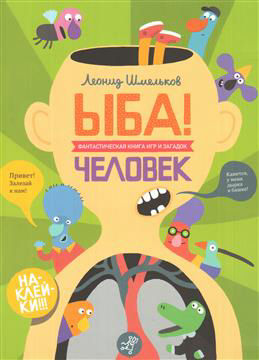 Леонид Шмельков
ЫБА!
ФАНТАСТИЧЕСКАЯ КНИГА ИГР И ЗАГАДОК
ЧЕЛОВЕК
Привет!
Залезай
к нам!
Кажется,
у меня
дырка
в башке!
НА-
КЛЕЙ-
КИ!!!